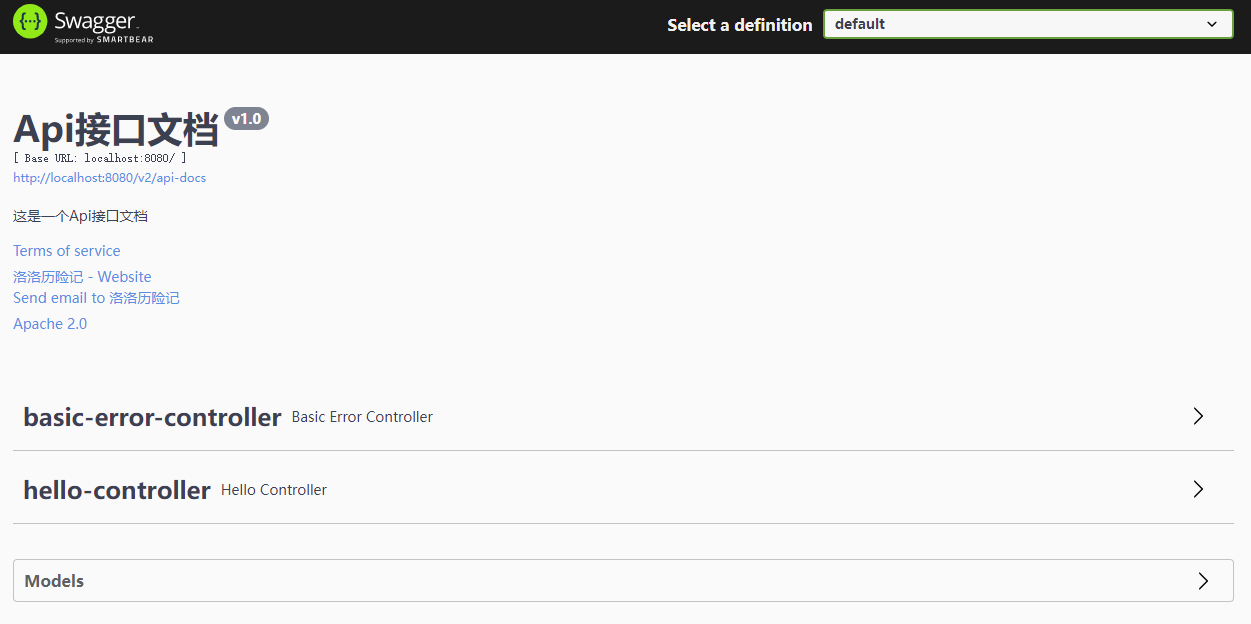 {···} Swagger.
Supported by SMARTBEAR
Select a definition
default
Api接口文档 v1.0
[ Base URL: localhost:8080/ ]
http://localhost:8080/v2/api-docs
这是一个Api接口文档
Terms of service
洛洛历险记 - Website
Send email to 洛洛历险记
Apache 2.0
basic-error-controller Basic Error Controller
hello-controller Hello Controller
Models